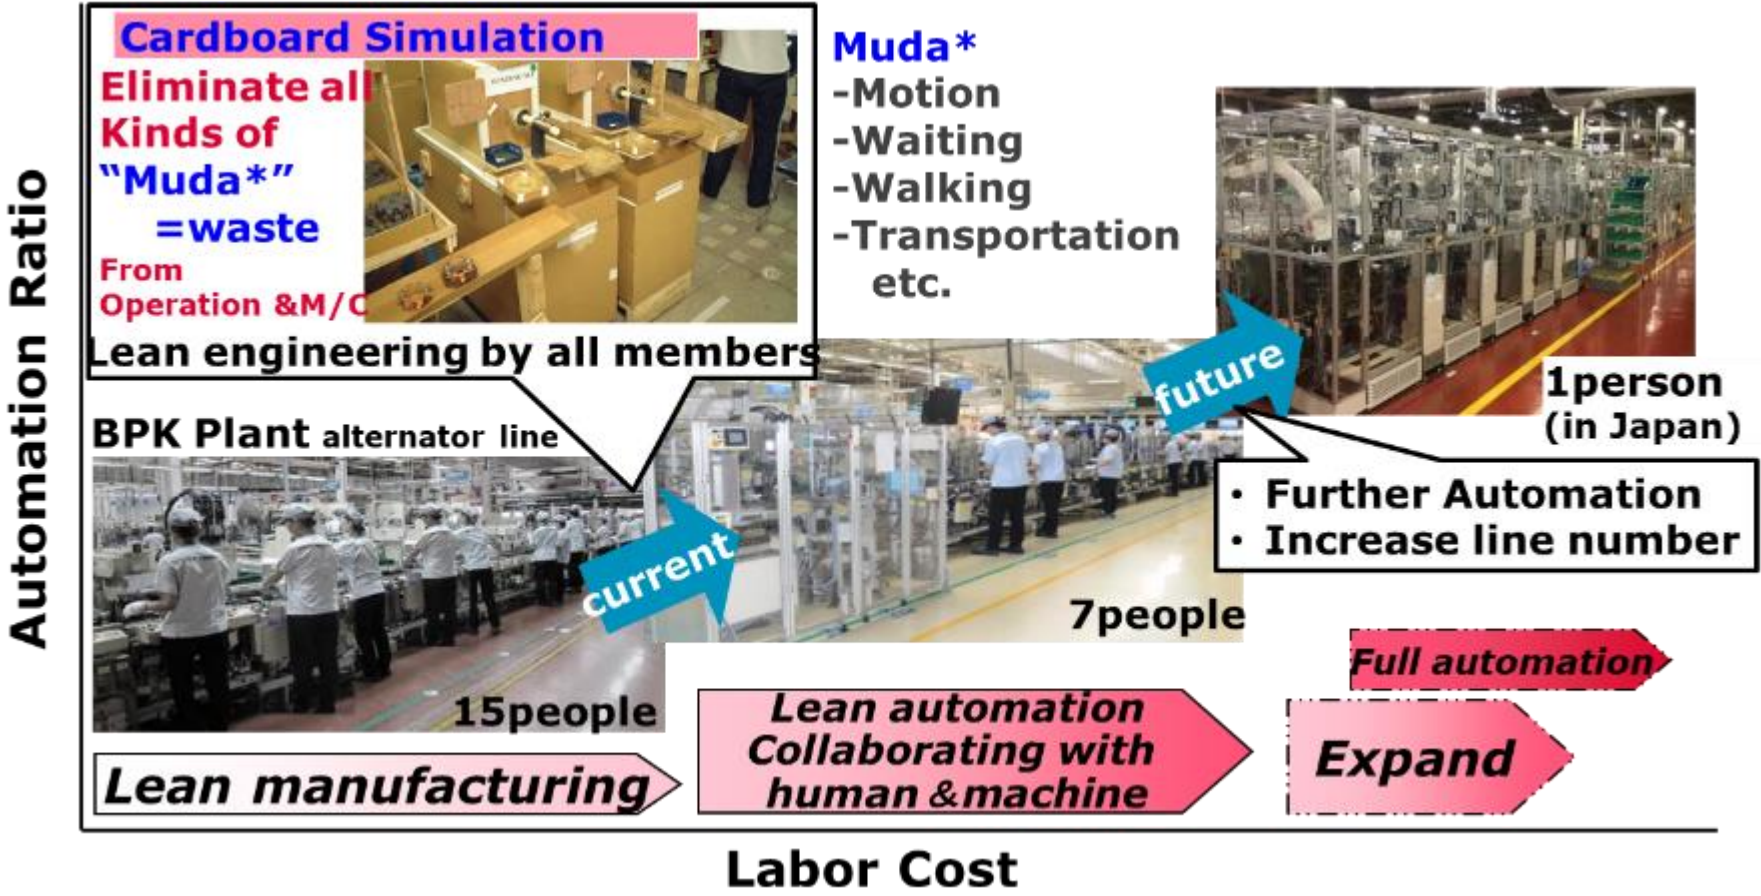 Cardboard Simulation
Eliminate all
Kinds of
“Muda*”
=waste
From
Operation &M/C
Lean engineering by all members
Muda*
-Motion
-Waiting
-Walking
-Transportation
etc.
BPK Plant alternator line
15people
current
7people
future
1person
(in Japan)
• Further Automation
• Increase line number
Full automation
Lean manufacturing
Lean automation
Collaborating with
human &machine
Expand
Automation Ratio
Labor Cost